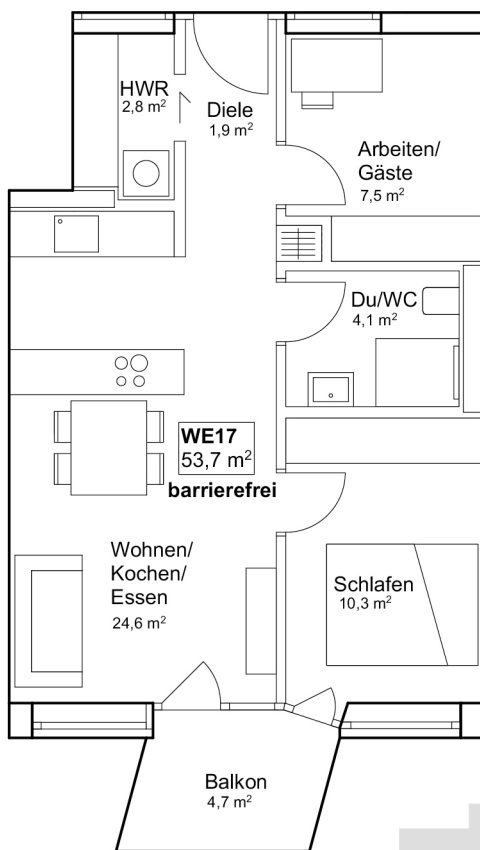 HWR
2,8 m²
Diele
1,9 m²
Arbeiten/
Gäste
7,5 m²
Du/WC
4,1 m²
WE17
53,7 m²
barrierefrei
Wohnen/
Kochen/
Essen
24,6 m²
Schlafen
10,3 m²
Balkon
4,7 m²